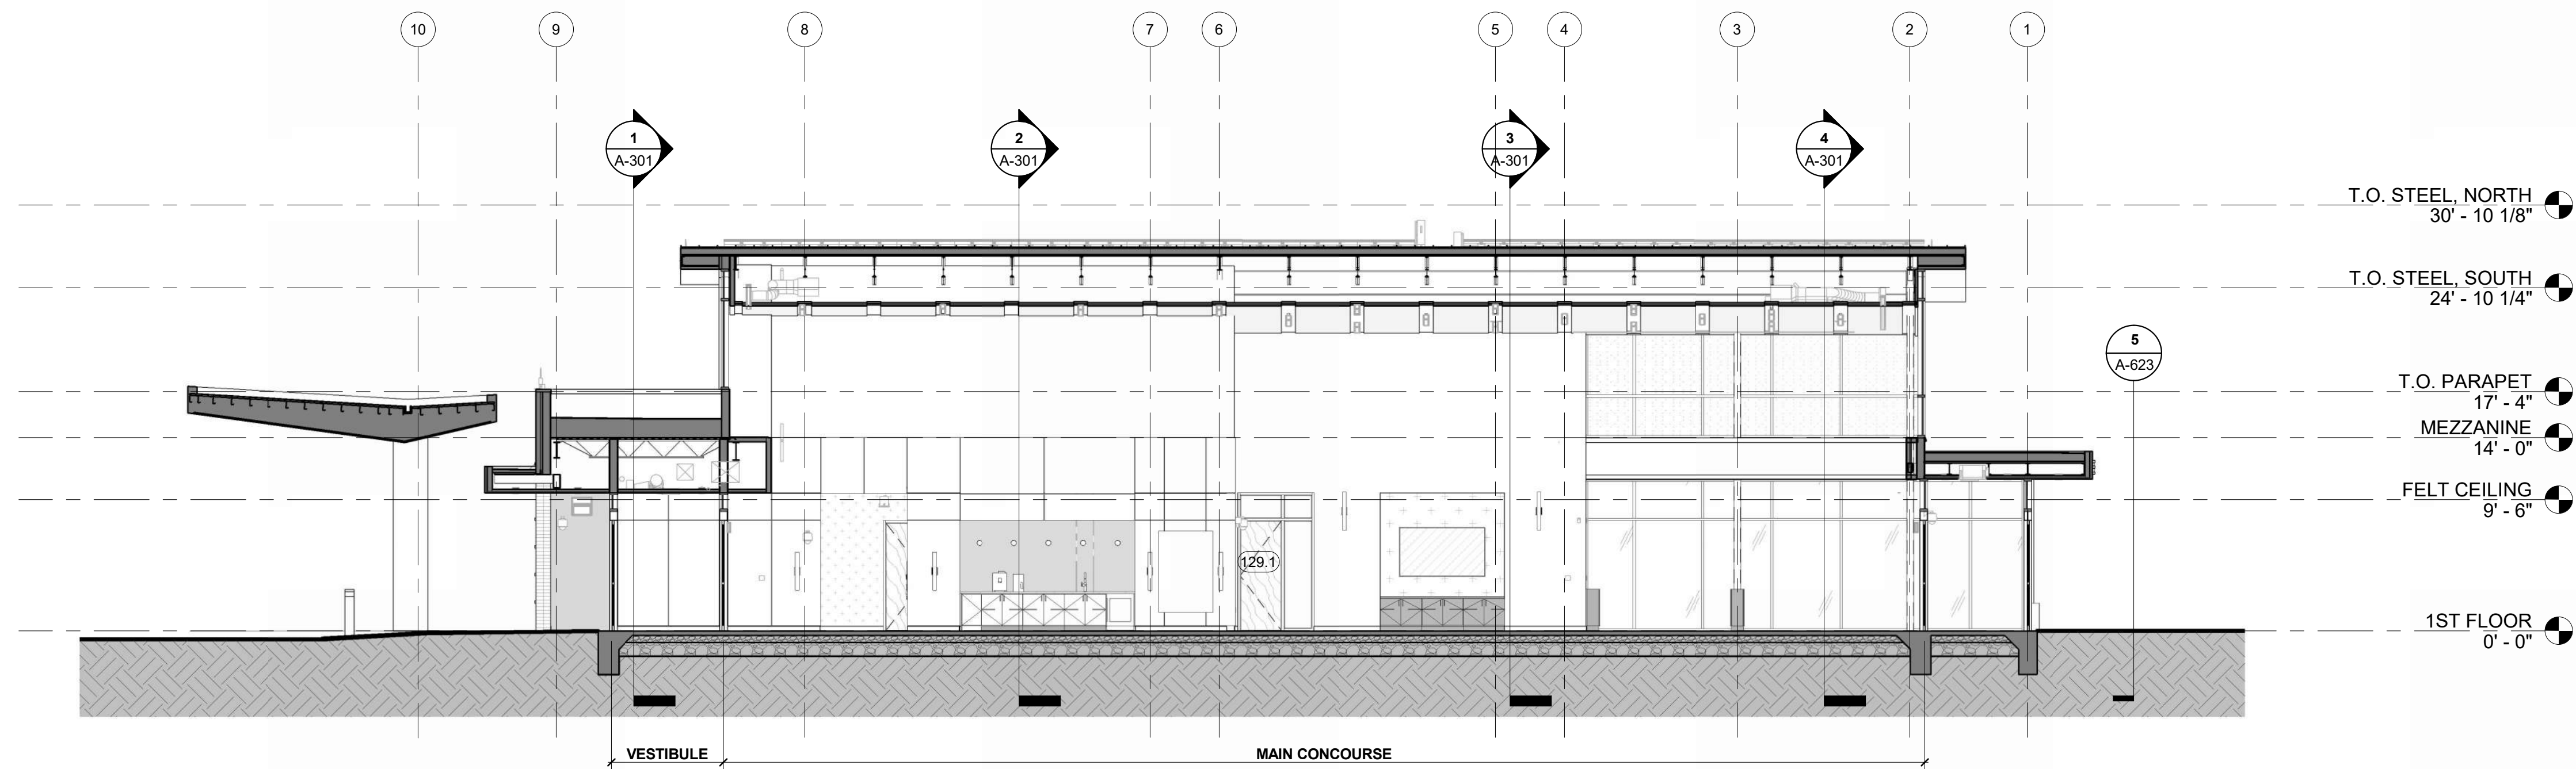 10
9
8
7
6
5
4
3
2
1
1
A-301
2
A-301
3
A-301
4
A-301
T.O. STEEL, NORTH
30' - 10 1/8"
T.O. STEEL, SOUTH
24' - 10 1/4"
5
A-623
T.O. PARAPET
17' - 4"
MEZZANINE
14' - 0"
FELT CEILING
9' - 6"
129.1
1ST FLOOR
0' - 0"
VESTIBULE
MAIN CONCOURSE